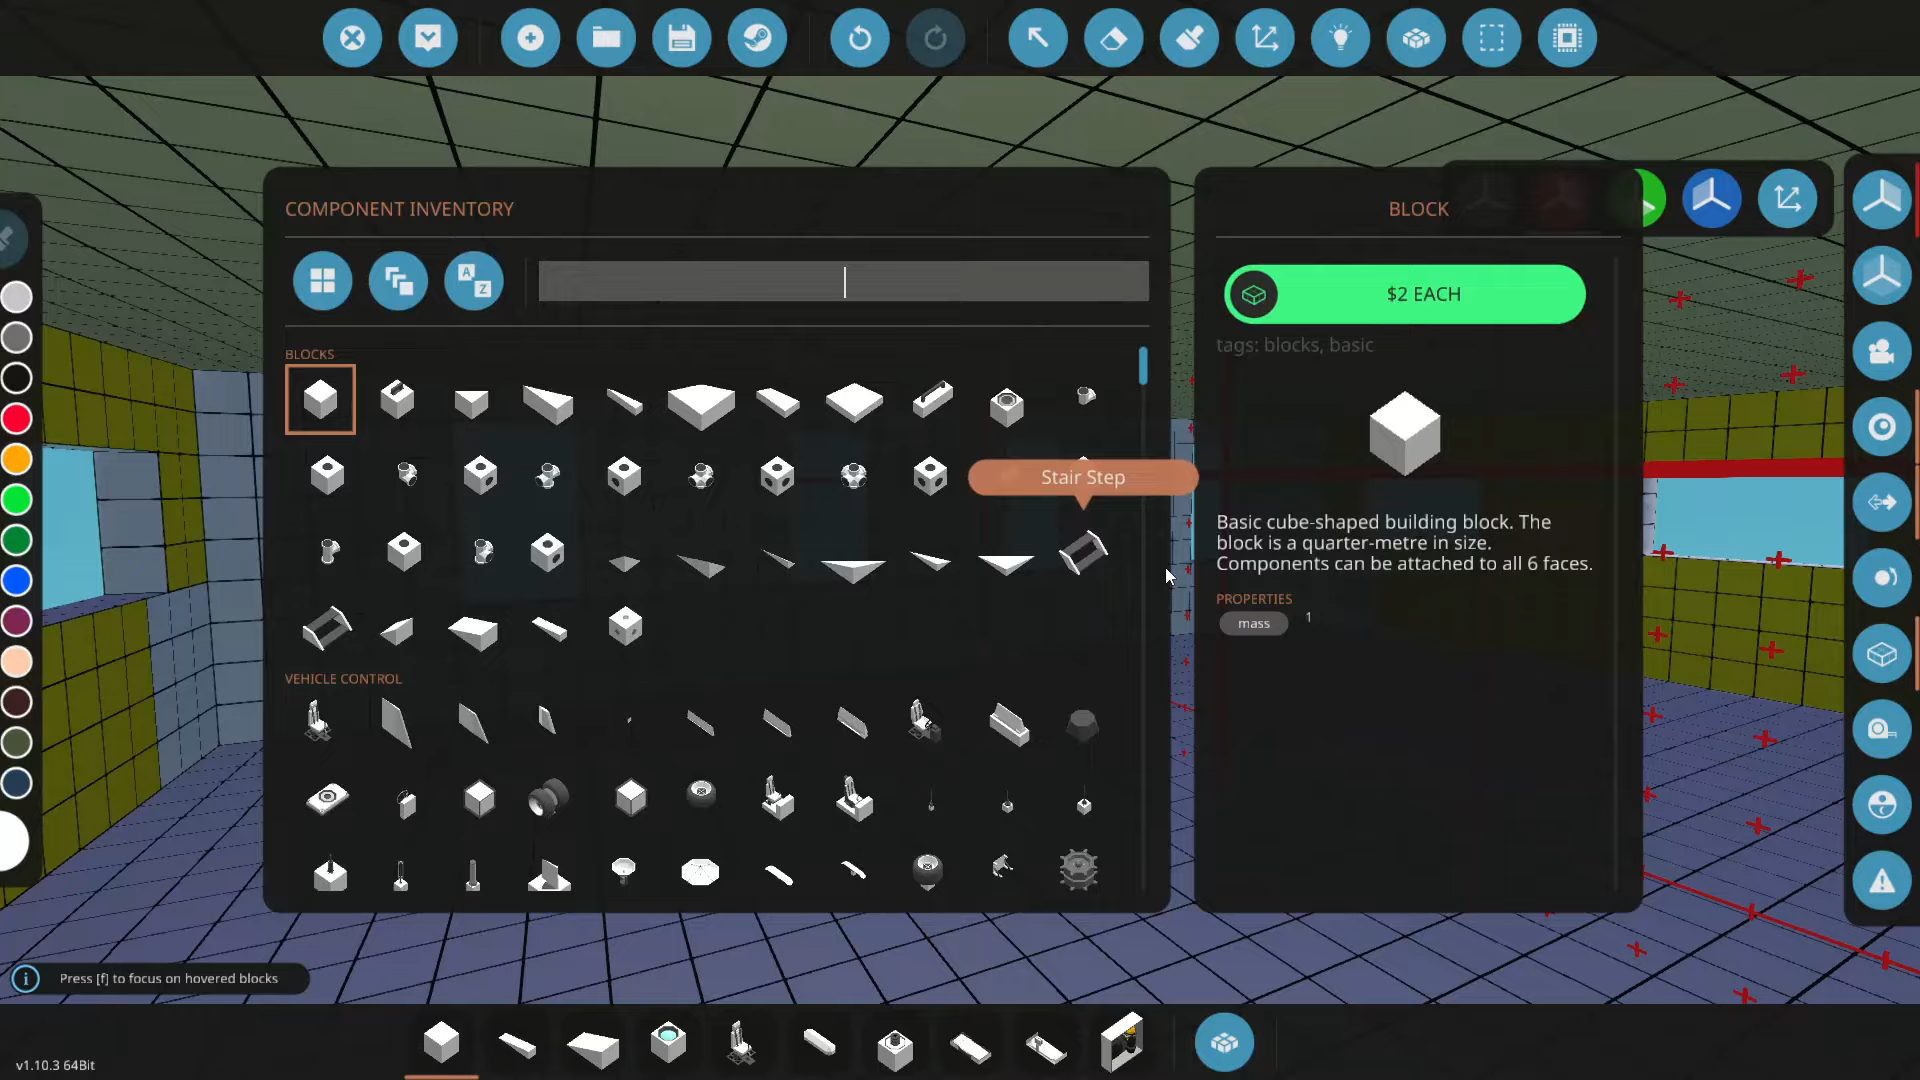 COMPONENT INVENTORY
BLOCK
A
Z
$2 EACH
tags: blocks, basic
BLOCKS
Stair Step
Basic cube-shaped building block. The
block is a quarter-metre in size.
Components can be attached to all 6 faces.
PROPERTIES
mass 1
VEHICLE CONTROL
i Press [f] to focus on hovered blocks
v1.10.3 64Bit